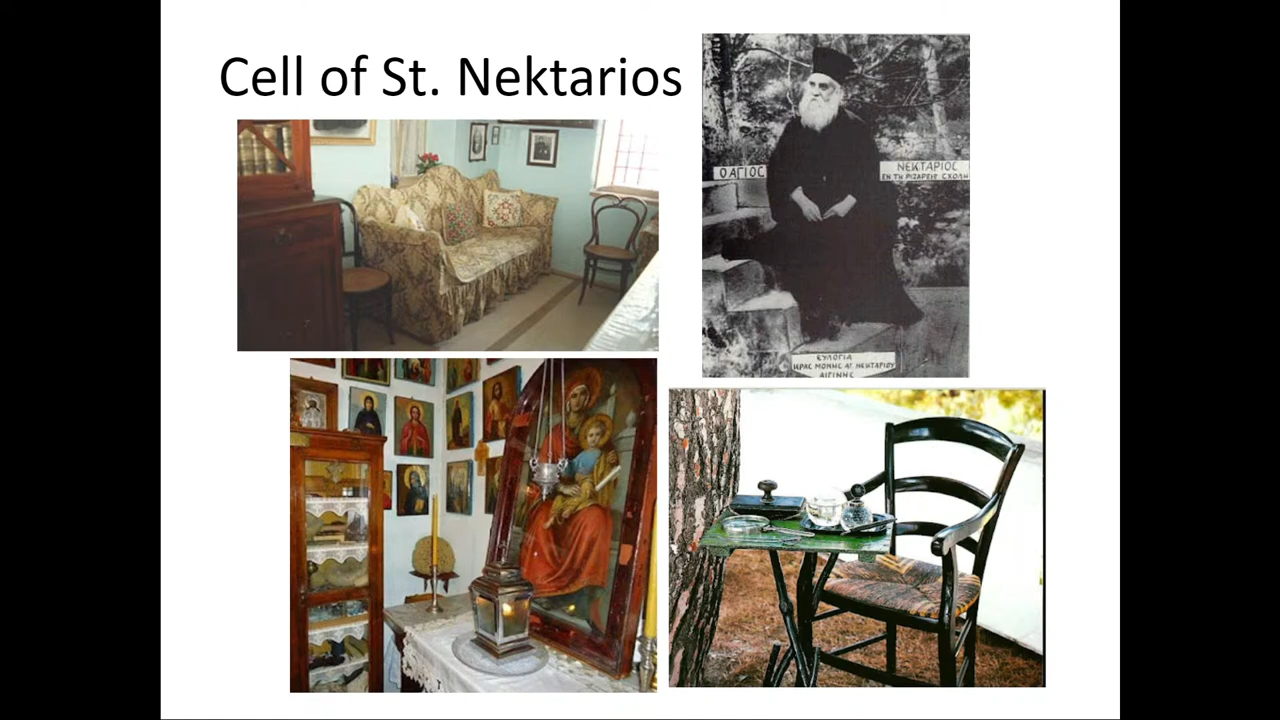 Cell of St. Nektarios
Ο ΑΓΙΟΣ
ΝΕΚΤΑΡΙΟΣ
ΕΝ ΤΗ ΡΙΖΑΡΕΙΩ ΣΧΟΛΗ
ΕΥΛΟΓΙΑ
ΙΕΡΑΣ ΜΟΝΗΣ ΑΓ. ΝΕΚΤΑΡΙΟΥ
ΑΙΓΙΝΗΣ